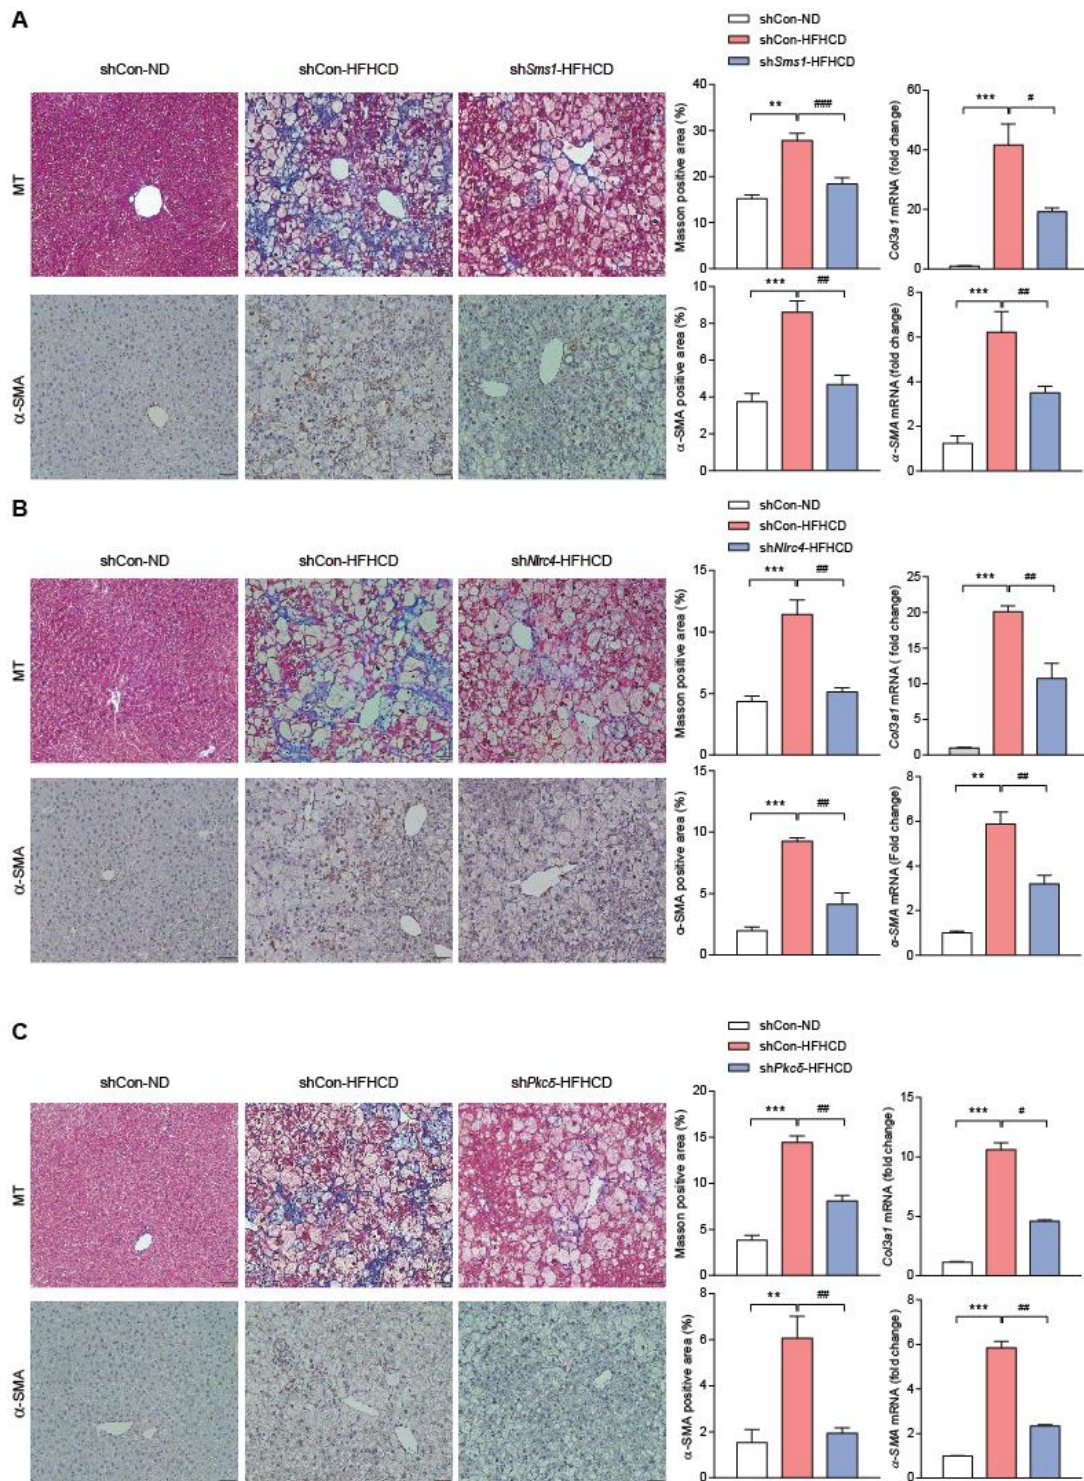 A
shCon-ND
shCon-HFHCD
shSms1-HFHCD
shCon-ND shCon-HFHCD shSms1-HFHCD
MT
α-SMA
Masson positive area (%)
40
30
20
10
0
** ###
Col3a1 mRNA (fold change)
60
40
20
0
*** #
α-SMA positive area (%)
10
8
6
4
2
0
*** ##
α-SMA mRNA (fold change)
8
6
4
2
0
*** ##
B
shCon-ND
shCon-HFHCD
shNlrc4-HFHCD
shCon-ND shCon-HFHCD shNlrc4-HFHCD
MT
α-SMA
Masson positive area (%)
15
10
5
0
*** ##
Col3a1 mRNA ( fold change)
25
20
15
10
5
0
*** ##
α-SMA positive area (%)
15
10
5
0
*** ##
α-SMA mRNA (Fold change)
8
6
4
2
0
** ##
C
shCon-ND
shCon-HFHCD
shPkcδ-HFHCD
shCon-ND shCon-HFHCD shPkcδ-HFHCD
MT
α-SMA
Masson positive area (%)
20
15
10
5
0
*** ##
Col3a1 mRNA (fold change)
15
10
5
0
*** #
α-SMA positive area (%)
8
6
4
2
0
** ##
α-SMA mRNA (fold change)
8
6
4
2
0
*** ##